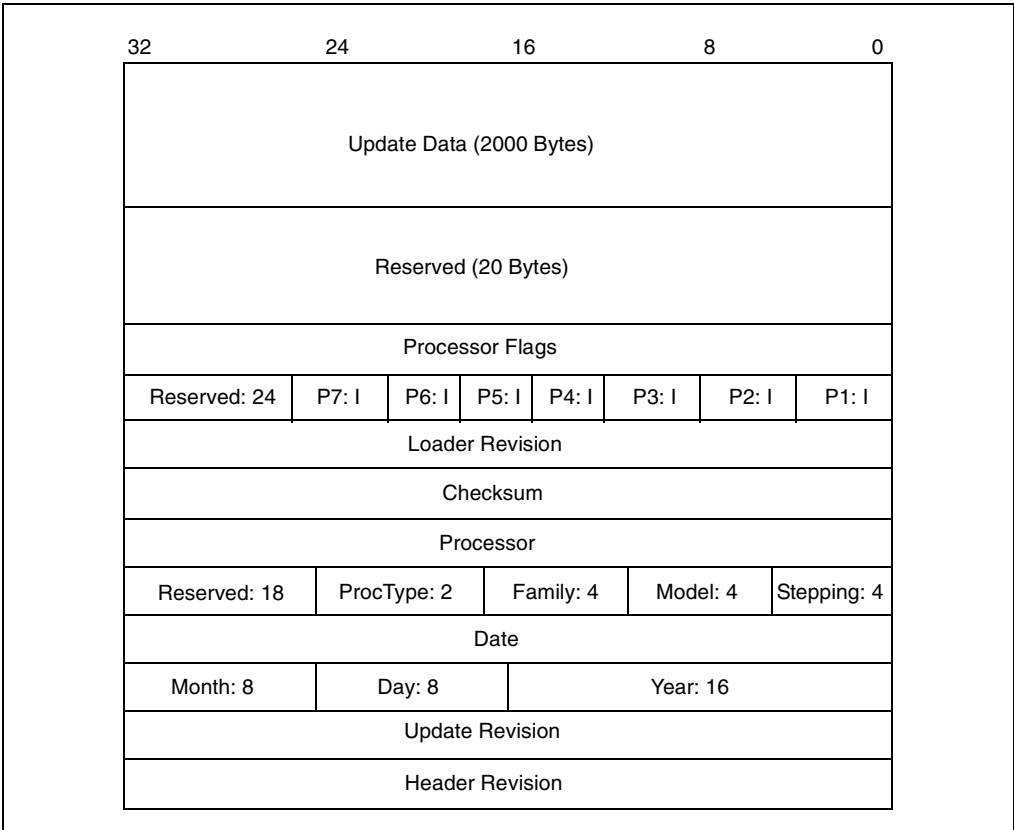 32 24 16 8 0
Update Data (2000 Bytes)
Reserved (20 Bytes)
Processor Flags
Reserved: 24 P7: I P6: I P5: I P4: I P3: I P2: I P1: I
Loader Revision
Checksum
Processor
Reserved: 18 ProcType: 2 Family: 4 Model: 4 Stepping: 4
Date
Month: 8 Day: 8 Year: 16
Update Revision
Header Revision